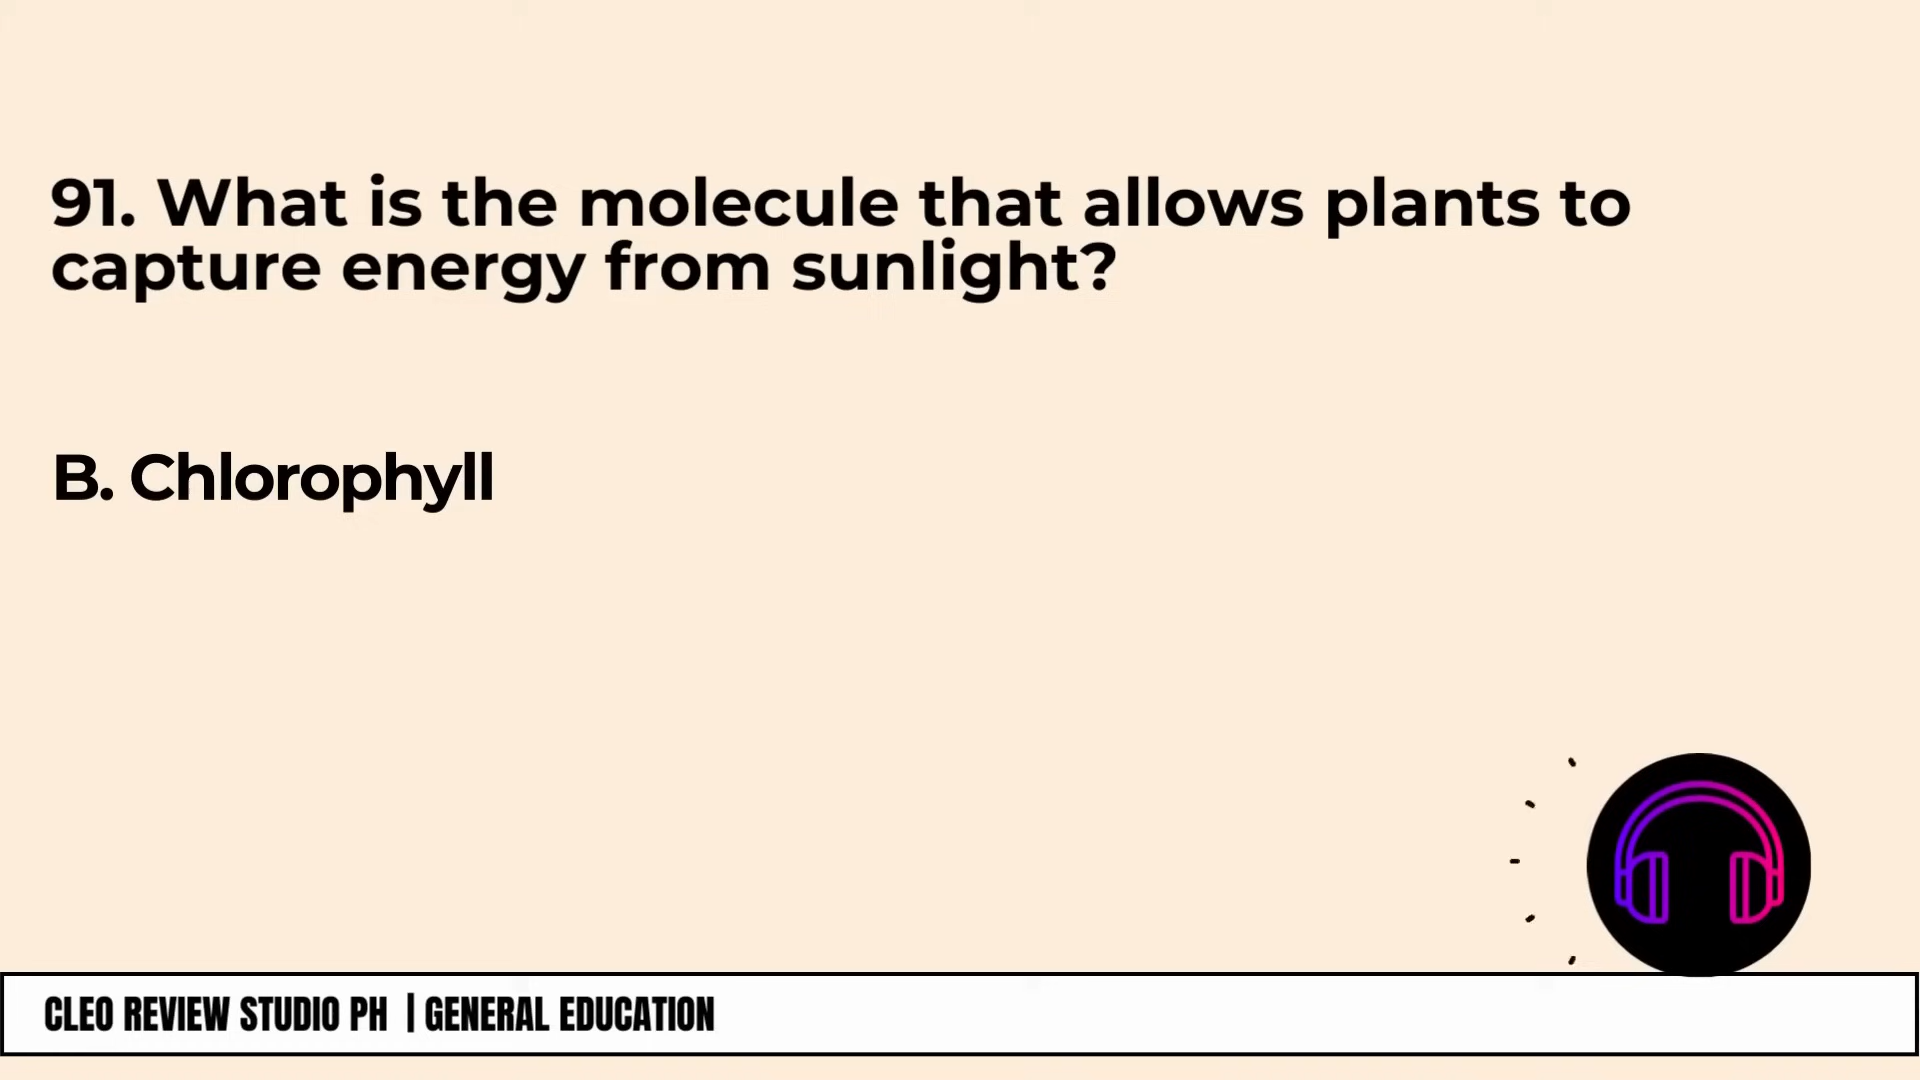 91. What is the molecule that allows plants to
capture energy from sunlight?
B. Chlorophyll
CLEO REVIEW STUDIO PH | GENERAL EDUCATION